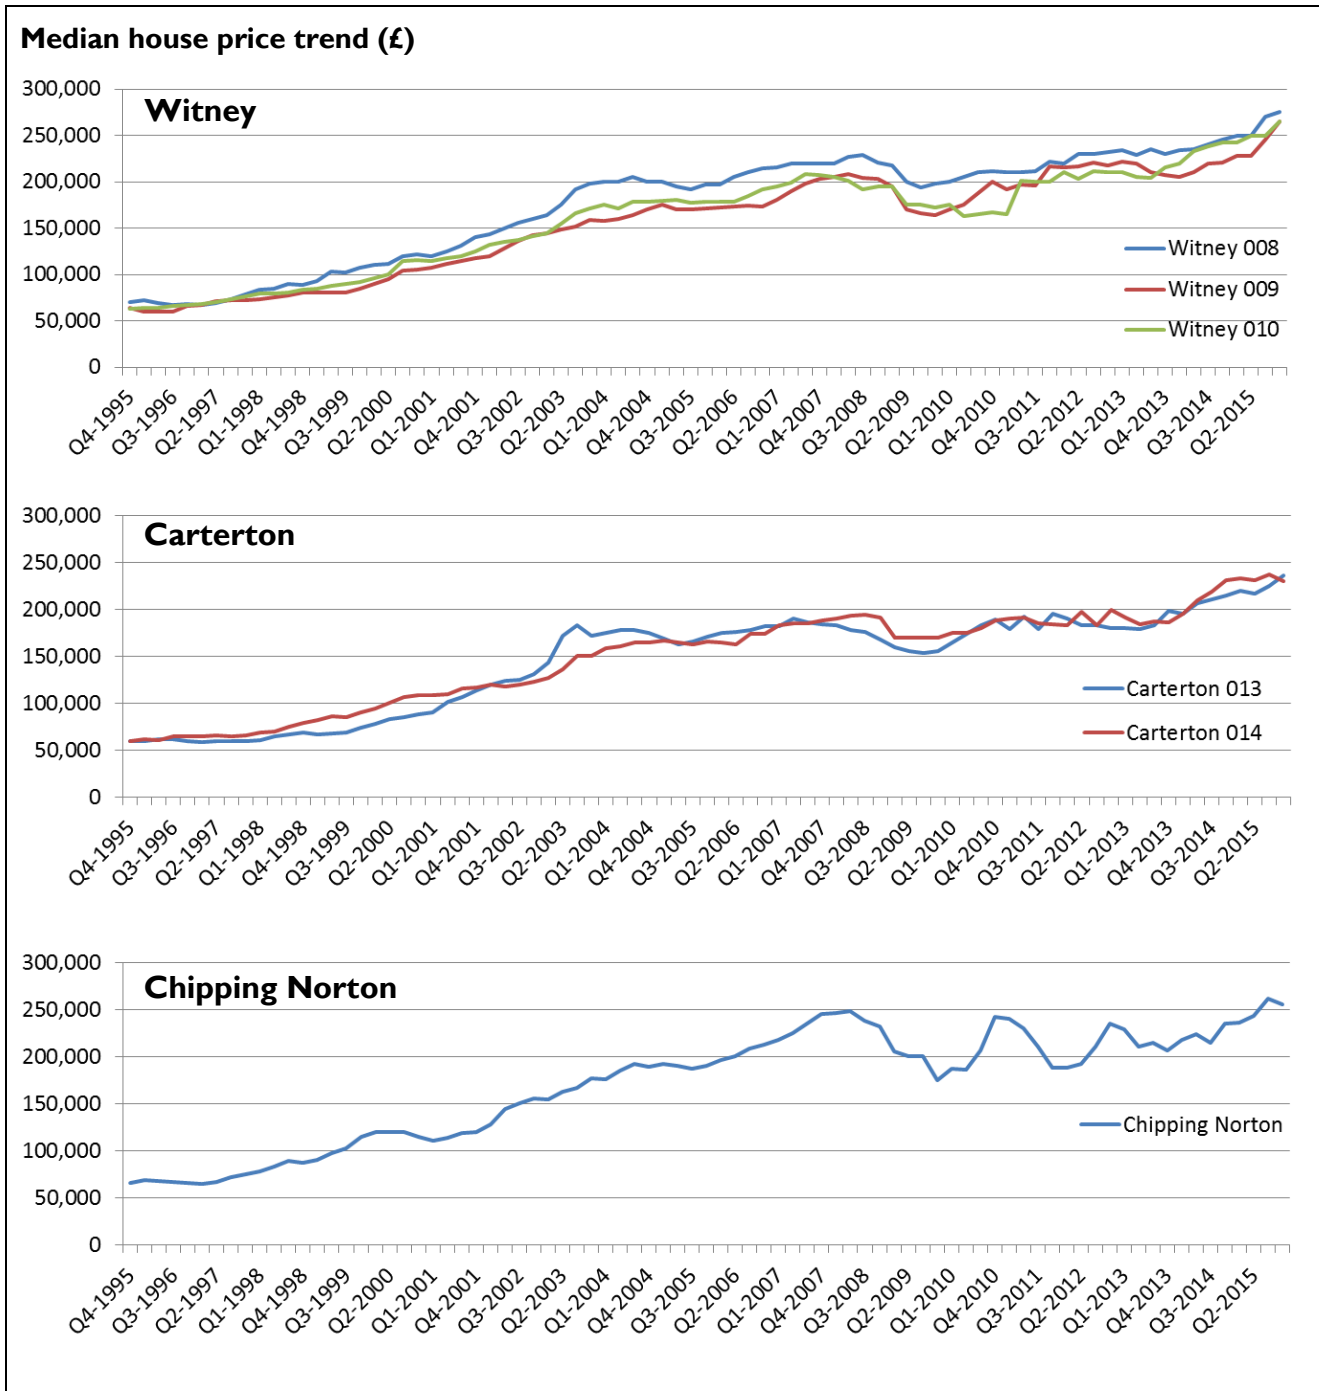 Median house price trend (£)
Witney
300,000
250,000
200,000
150,000
100,000
50,000
0
Witney 008
Witney 009
Witney 010
Q4-1995
Q3-1996
Q2-1997
Q1-1998
Q4-1998
Q3-1999
Q2-2000
Q1-2001
Q4-2001
Q3-2002
Q2-2003
Q1-2004
Q4-2004
Q3-2005
Q2-2006
Q1-2007
Q4-2007
Q3-2008
Q2-2009
Q1-2010
Q4-2010
Q3-2011
Q2-2012
Q1-2013
Q4-2013
Q3-2014
Q2-2015
Carterton
300,000
250,000
200,000
150,000
100,000
50,000
0
Carterton 013
Carterton 014
Q4-1995
Q3-1996
Q2-1997
Q1-1998
Q4-1998
Q3-1999
Q2-2000
Q1-2001
Q4-2001
Q3-2002
Q2-2003
Q1-2004
Q4-2004
Q3-2005
Q2-2006
Q1-2007
Q4-2007
Q3-2008
Q2-2009
Q1-2010
Q4-2010
Q3-2011
Q2-2012
Q1-2013
Q4-2013
Q3-2014
Q2-2015
Chipping Norton
300,000
250,000
200,000
150,000
100,000
50,000
0
Chipping Norton
Q4-1995
Q3-1996
Q2-1997
Q1-1998
Q4-1998
Q3-1999
Q2-2000
Q1-2001
Q4-2001
Q3-2002
Q2-2003
Q1-2004
Q4-2004
Q3-2005
Q2-2006
Q1-2007
Q4-2007
Q3-2008
Q2-2009
Q1-2010
Q4-2010
Q3-2011
Q2-2012
Q1-2013
Q4-2013
Q3-2014
Q2-2015